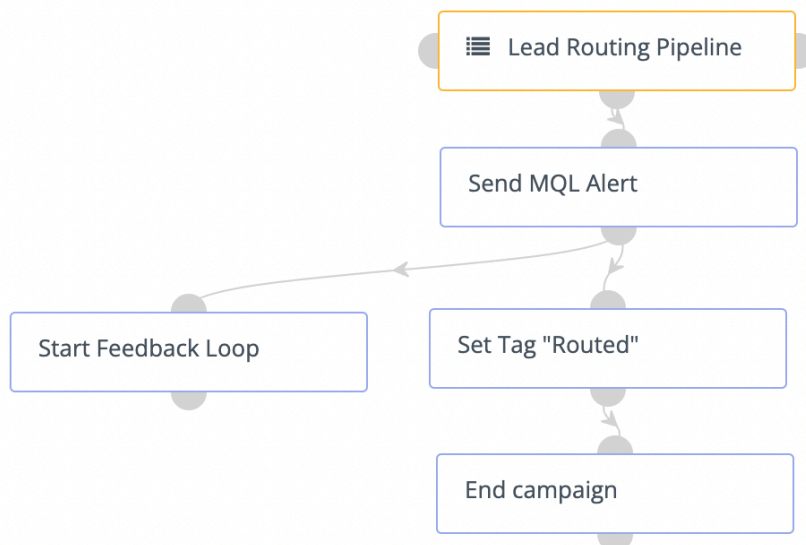 Lead Routing Pipeline
Send MQL Alert
Start Feedback Loop
Set Tag "Routed"
End campaign